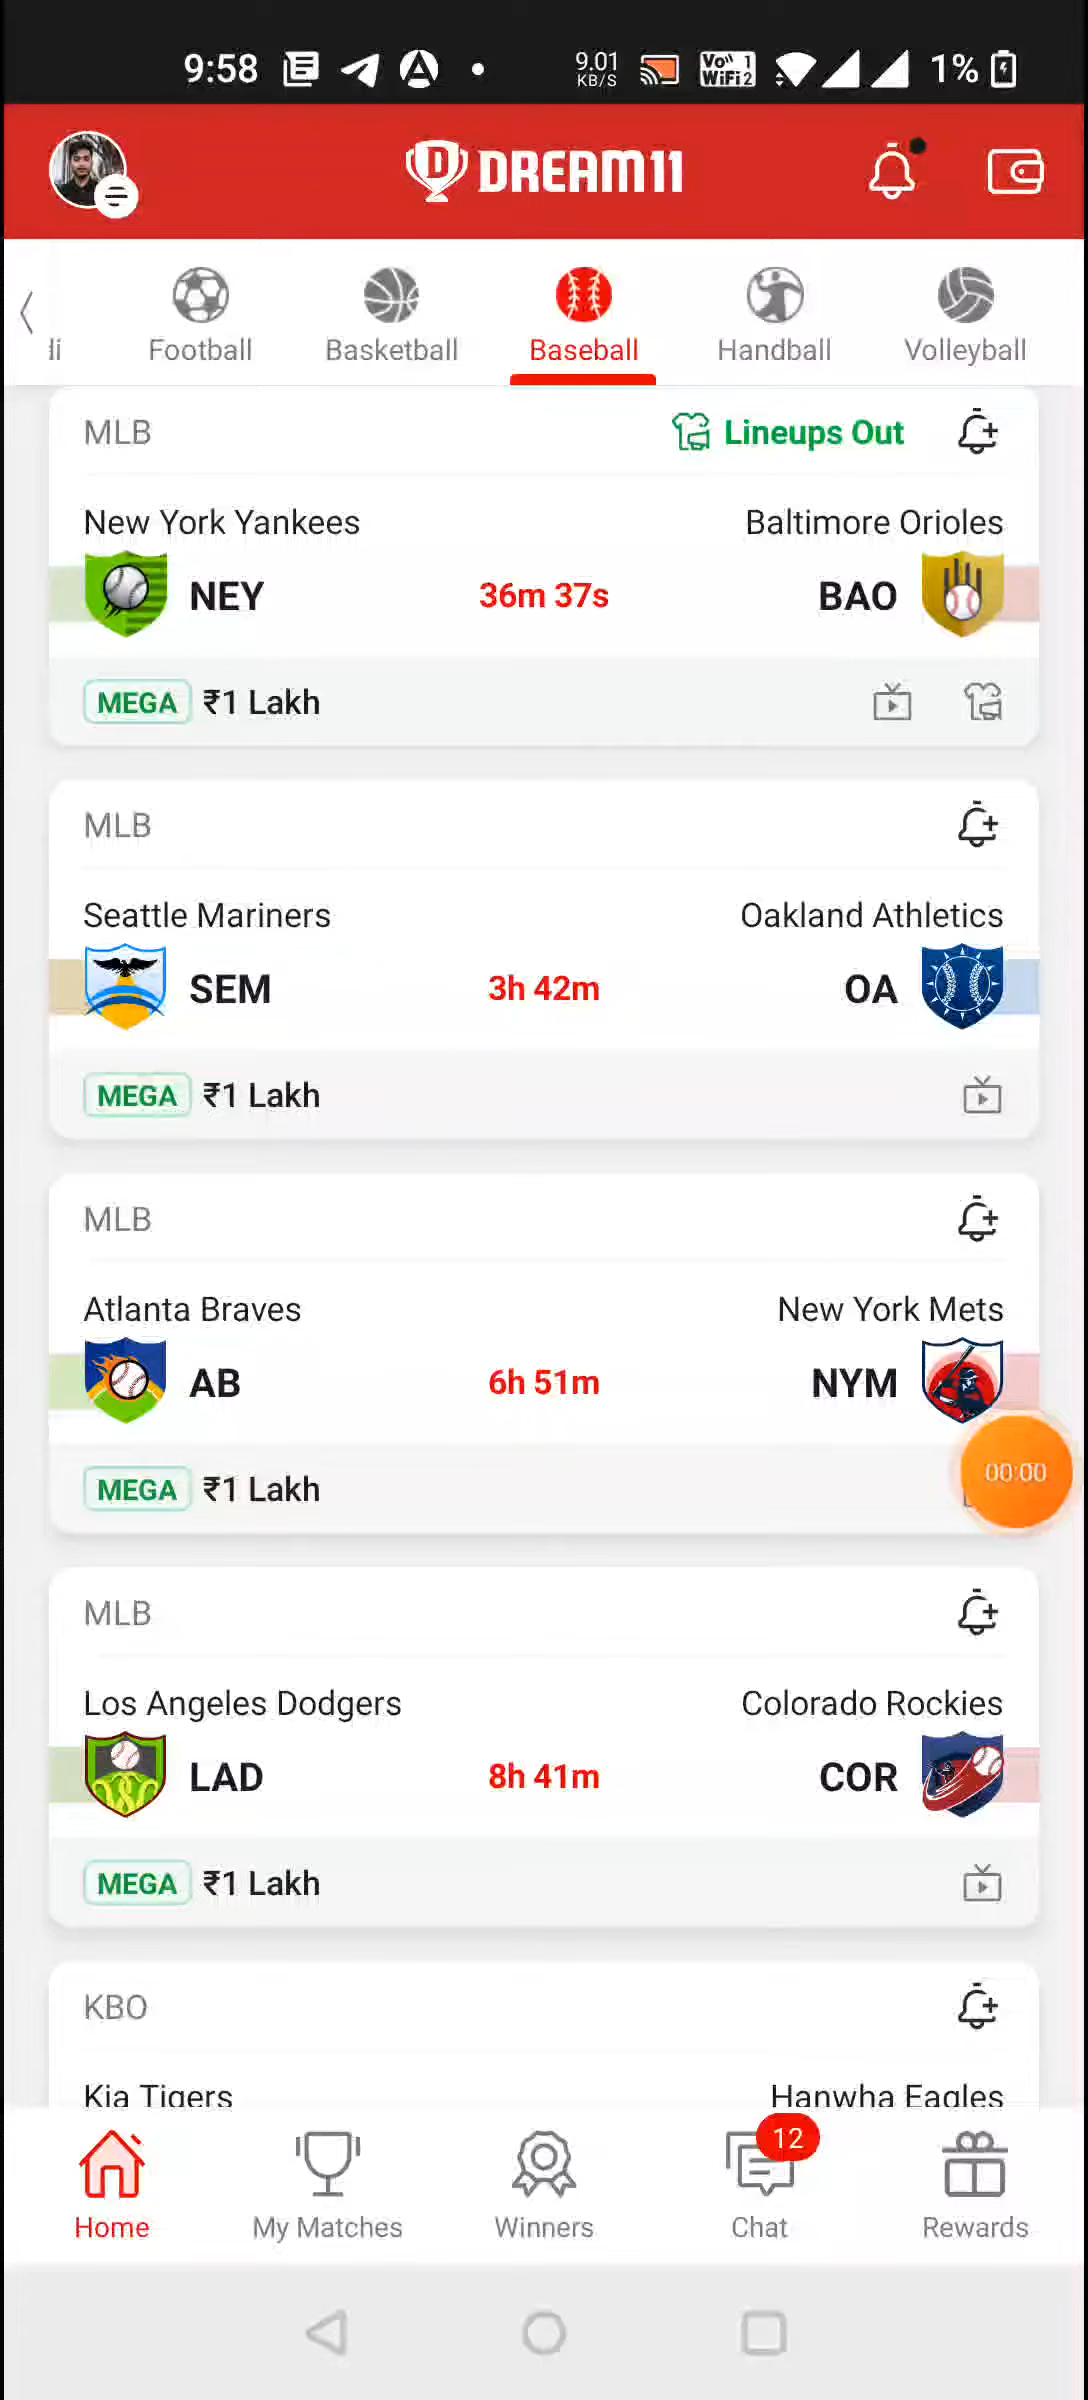 9:58 9.01 KB/S Vo)) 1 WiFi 2 1%
DREAM11
di Football Basketball Baseball Handball Volleyball
MLB Lineups Out
New York Yankees Baltimore Orioles
NEY 36m 37s BAO
MEGA ₹1 Lakh
MLB
Seattle Mariners Oakland Athletics
SEM 3h 42m OA
MEGA ₹1 Lakh
MLB
Atlanta Braves New York Mets
AB 6h 51m NYM
MEGA ₹1 Lakh
00:00
MLB
Los Angeles Dodgers Colorado Rockies
LAD 8h 41m COR
MEGA ₹1 Lakh
KBO
Kia Tigers Hanwha Eagles
12
Home My Matches Winners Chat Rewards